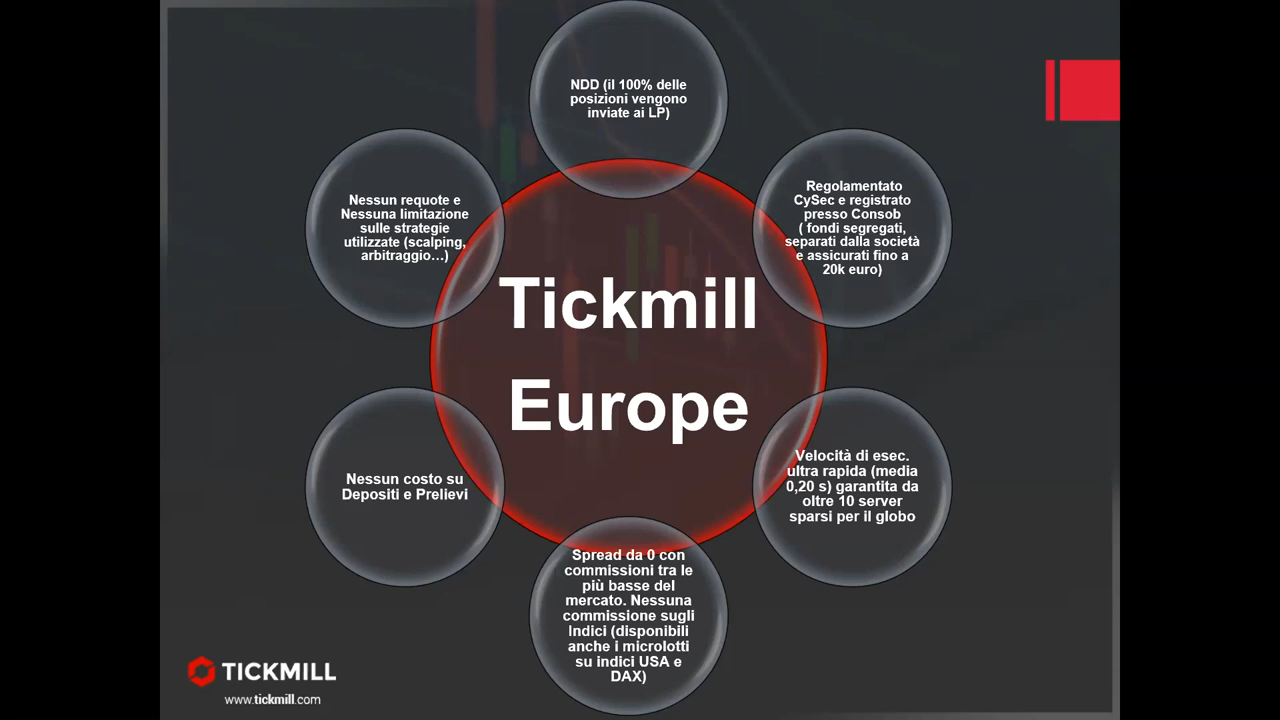 NDD (il 100% delle
posizioni vengono
inviate ai LP)
Regolamentato
CySec e registrato
presso Consob
( fondi segregati,
separati dalla società
e assicurati fino a
20k euro)
Velocità di esec.
ultra rapida (media
0,20 s) garantita da
oltre 10 server
sparsi per il globo
Spread da 0 con
commissioni tra le
più basse del
mercato. Nessuna
commissione sugli
Indici (disponibili
anche i microlotti
su indici USA e
DAX)
Nessun costo su
Depositi e Prelievi
Nessun requote e
Nessuna limitazione
sulle strategie
utilizzate (scalping,
arbitraggio...)
Tickmill
Europe
TICKMILL
www.tickmill.com